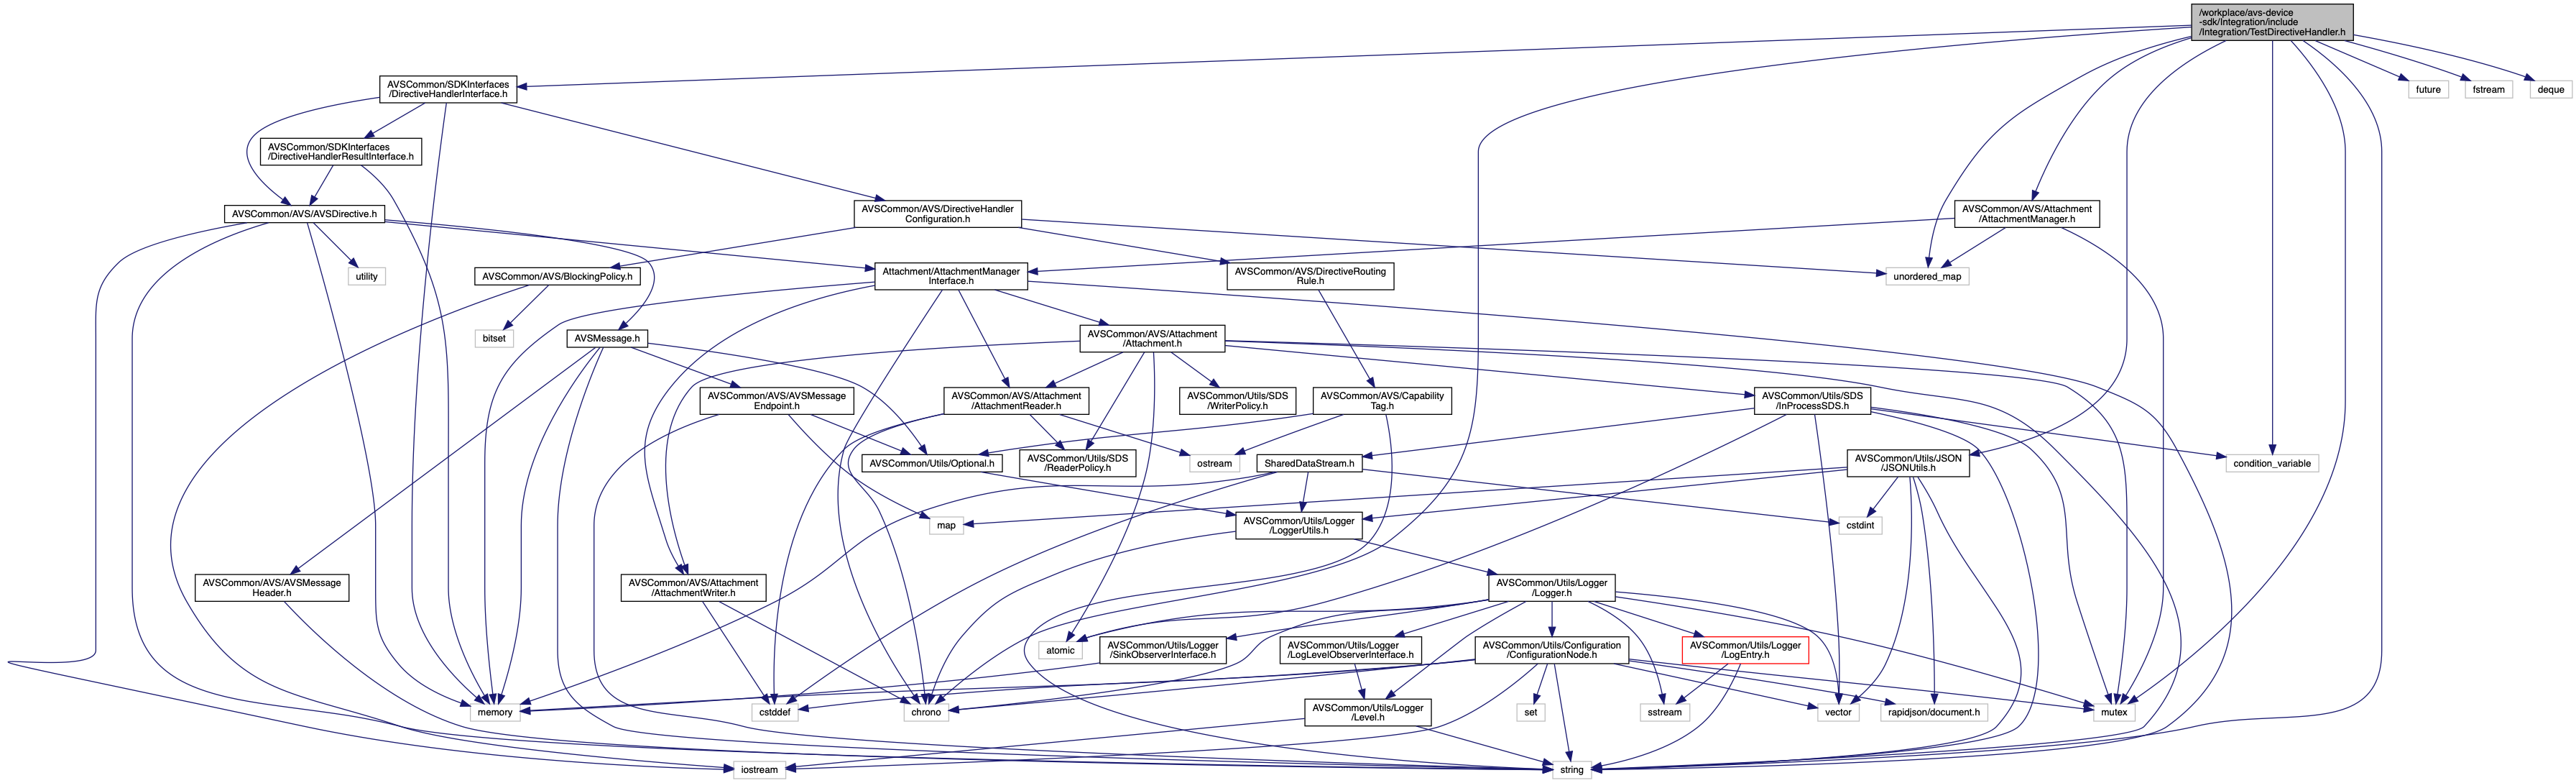 /workplace/avs-device
-sdk/Integration/include
/Integration/TestDirectiveHandler.h
AVSCommon/SDKInterfaces
/DirectiveHandlerInterface.h
future
fstream
deque
AVSCommon/SDKInterfaces
/DirectiveHandlerResultInterface.h
AVSCommon/AVS/AVSDirective.h
AVSCommon/AVS/DirectiveHandler
Configuration.h
AVSCommon/AVS/Attachment
/AttachmentManager.h
utility
AVSCommon/AVS/BlockingPolicy.h
Attachment/AttachmentManager
Interface.h
AVSCommon/AVS/DirectiveRouting
Rule.h
unordered_map
bitset
AVSMessage.h
AVSCommon/AVS/Attachment
/Attachment.h
AVSCommon/AVS/AVSMessage
Endpoint.h
AVSCommon/AVS/Attachment
/AttachmentReader.h
AVSCommon/Utils/SDS
/WriterPolicy.h
AVSCommon/AVS/Capability
Tag.h
AVSCommon/Utils/SDS
/InProcessSDS.h
AVSCommon/Utils/Optional.h
AVSCommon/Utils/SDS
/ReaderPolicy.h
ostream
SharedDataStream.h
AVSCommon/Utils/JSON
/JSONUtils.h
condition_variable
map
AVSCommon/Utils/Logger
/LoggerUtils.h
cstdint
AVSCommon/AVS/AVSMessage
Header.h
AVSCommon/AVS/Attachment
/AttachmentWriter.h
AVSCommon/Utils/Logger
/Logger.h
atomic
AVSCommon/Utils/Logger
/SinkObserverInterface.h
AVSCommon/Utils/Logger
/LogLevelObserverInterface.h
AVSCommon/Utils/Configuration
/ConfigurationNode.h
AVSCommon/Utils/Logger
/LogEntry.h
memory
cstddef
chrono
AVSCommon/Utils/Logger
/Level.h
set
sstream
vector
rapidjson/document.h
mutex
iostream
string